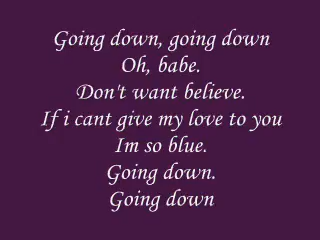 Going down, going down
Oh, babe.
Don't want believe.
If i cant give my love to you
Im so blue.
Going down.
Going down